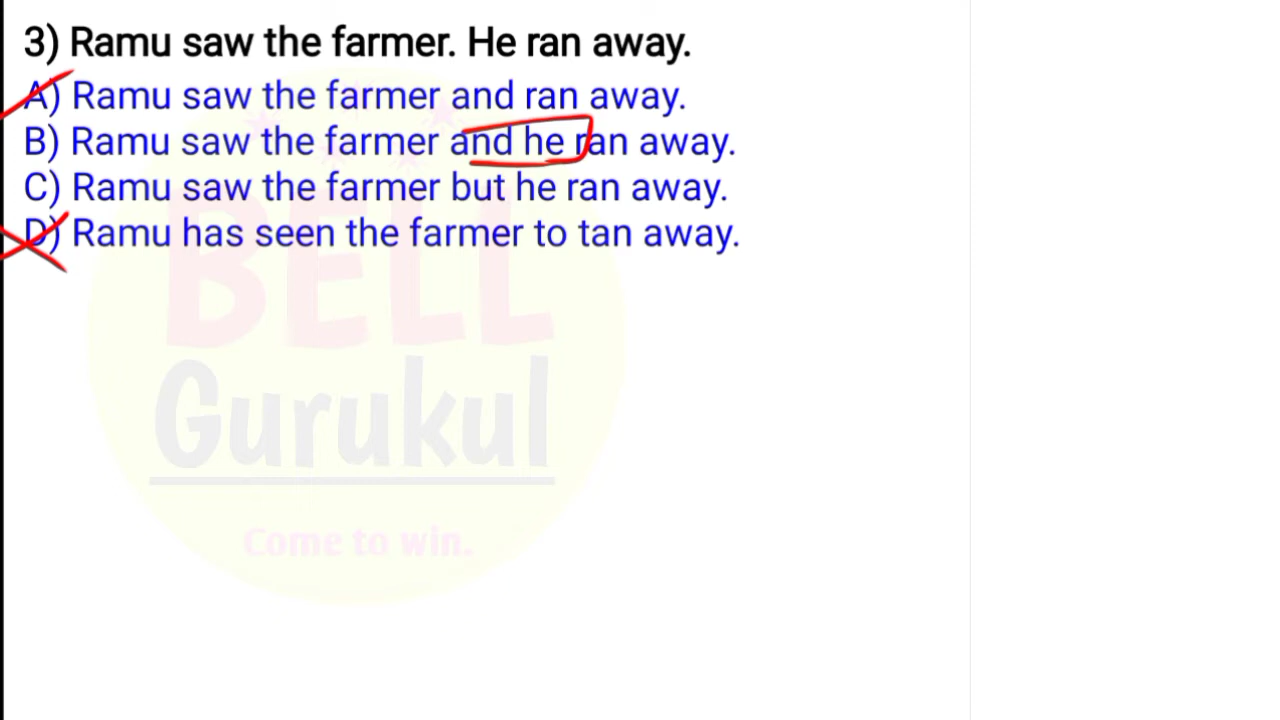 3) Ramu saw the farmer. He ran away.
A) Ramu saw the farmer and ran away.
B) Ramu saw the farmer and he ran away.
C) Ramu saw the farmer but he ran away.
D) Ramu has seen the farmer to tan away.
BELL
Gurukul
Come to win.